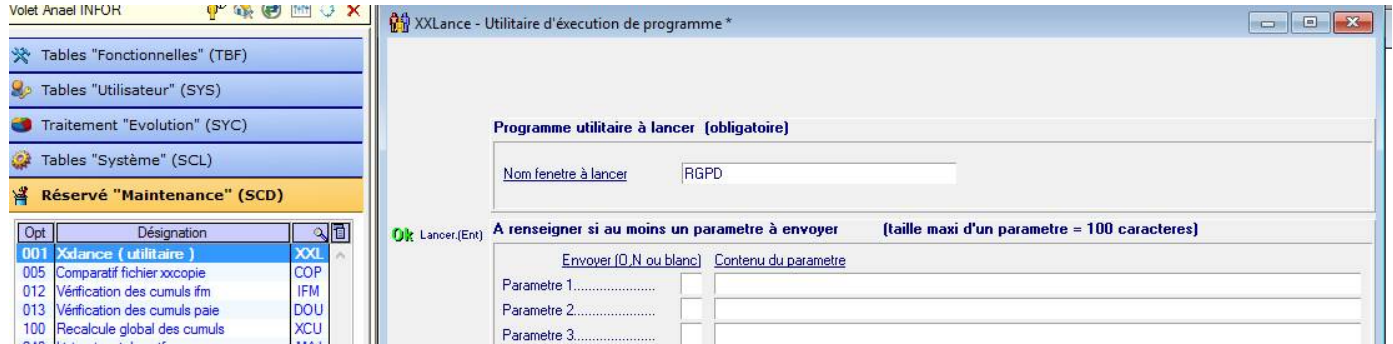 Volet Anael INFOR
Tables "Fonctionnelles" (TBF)
Tables "Utilisateur" (SYS)
Traitement "Evolution" (SYC)
Tables "Système" (SCL)
Réservé "Maintenance" (SCD)
Opt Désignation
001 Xxlance ( utilitaire ) XXL
005 Comparatif fichier xxcopie COP
012 Vérification des cumuls ifm IFM
013 Vérification des cumuls paie DOU
100 Recalcule global des cumuls XCU
XXLance - Utilitaire d'éxecution de programme *
Programme utilitaire à lancer (obligatoire)
Nom fenetre à lancer RGPD
Ok Lancer.(Ent)
A renseigner si au moins un parametre à envoyer (taille maxi d'un parametre = 100 caracteres)
Envoyer (O,N ou blanc) Contenu du parametre
Parametre 1......................
Parametre 2......................
Parametre 3......................